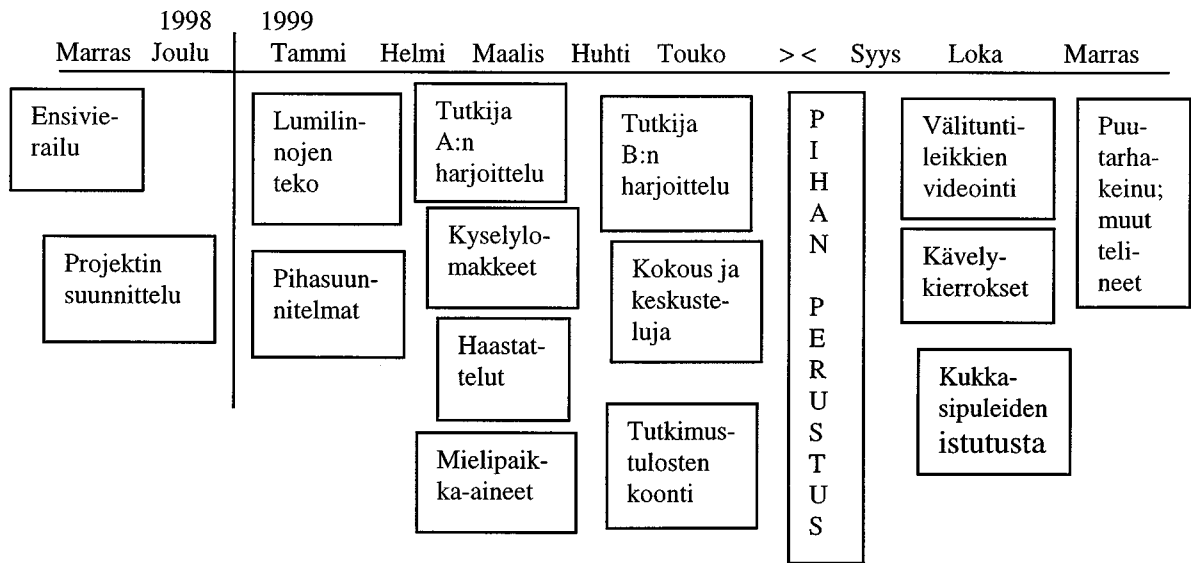 1998 1999
Marras Joulu Tammi Helmi Maalis Huhti Touko > < Syys Loka Marras
Ensivie-
railu
Projektin
suunnittelu
Lumilin-
nojen
teko
Pihasuun-
nitelmat
Tutkija
A:n
harjoittelu
Kyselylo-
makkeet
Haastat-
telut
Mielipaik-
ka-aineet
Tutkija
B:n
harjoittelu
Kokous ja
keskuste-
luja
Tutkimus-
tulosten
koonti
P
I
H
A
N
P
E
R
U
S
T
U
S
Välitunti-
leikkien
videointi
Kävely-
kierrokset
Kukka-
sipuleiden
istutusta
Puu-
tarha-
keinu;
muut
teli-
neet